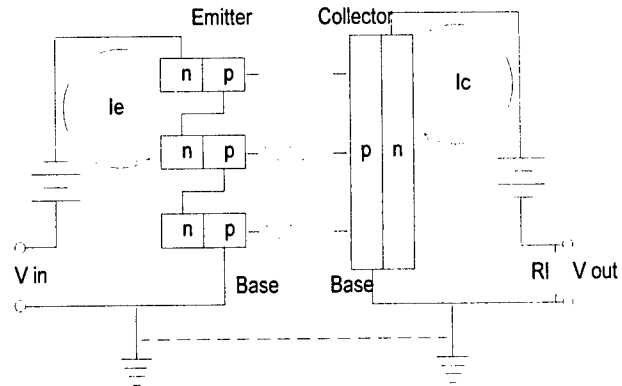 Emitter Collector
n p
Ie Ic
n p p n
n p
V in Base Base Rl V out